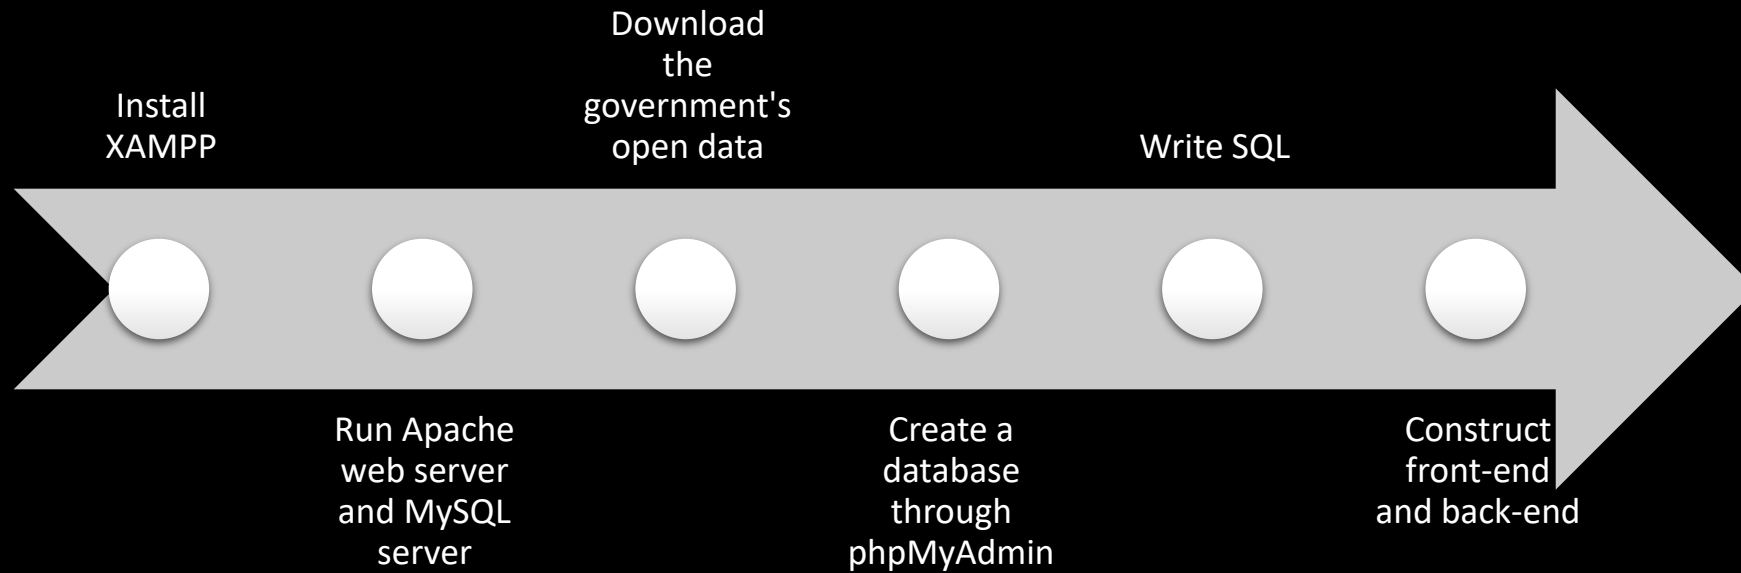 Install
XAMPP
Run Apache
web server
and MySQL
server
Download
the
government's
open data
Create a
database
through
phpMyAdmin
Write SQL
Construct
front-end
and back-end